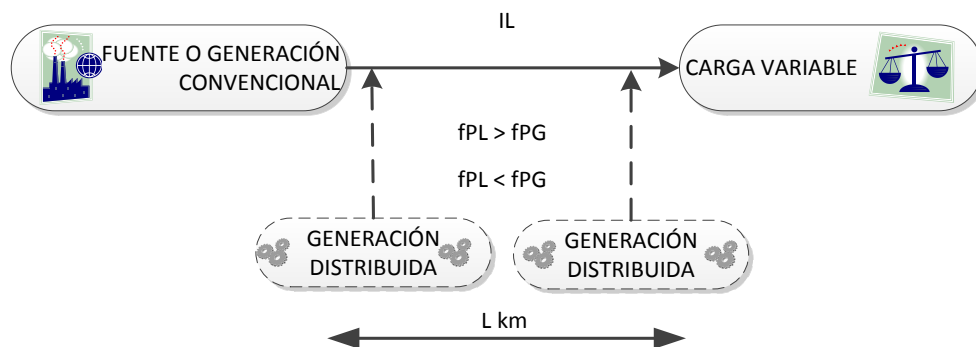 IL
FUENTE O GENERACIÓN
CONVENCIONAL
CARGA VARIABLE
fPL > fPG
fPL < fPG
GENERACIÓN
DISTRIBUIDA
GENERACIÓN
DISTRIBUIDA
L km